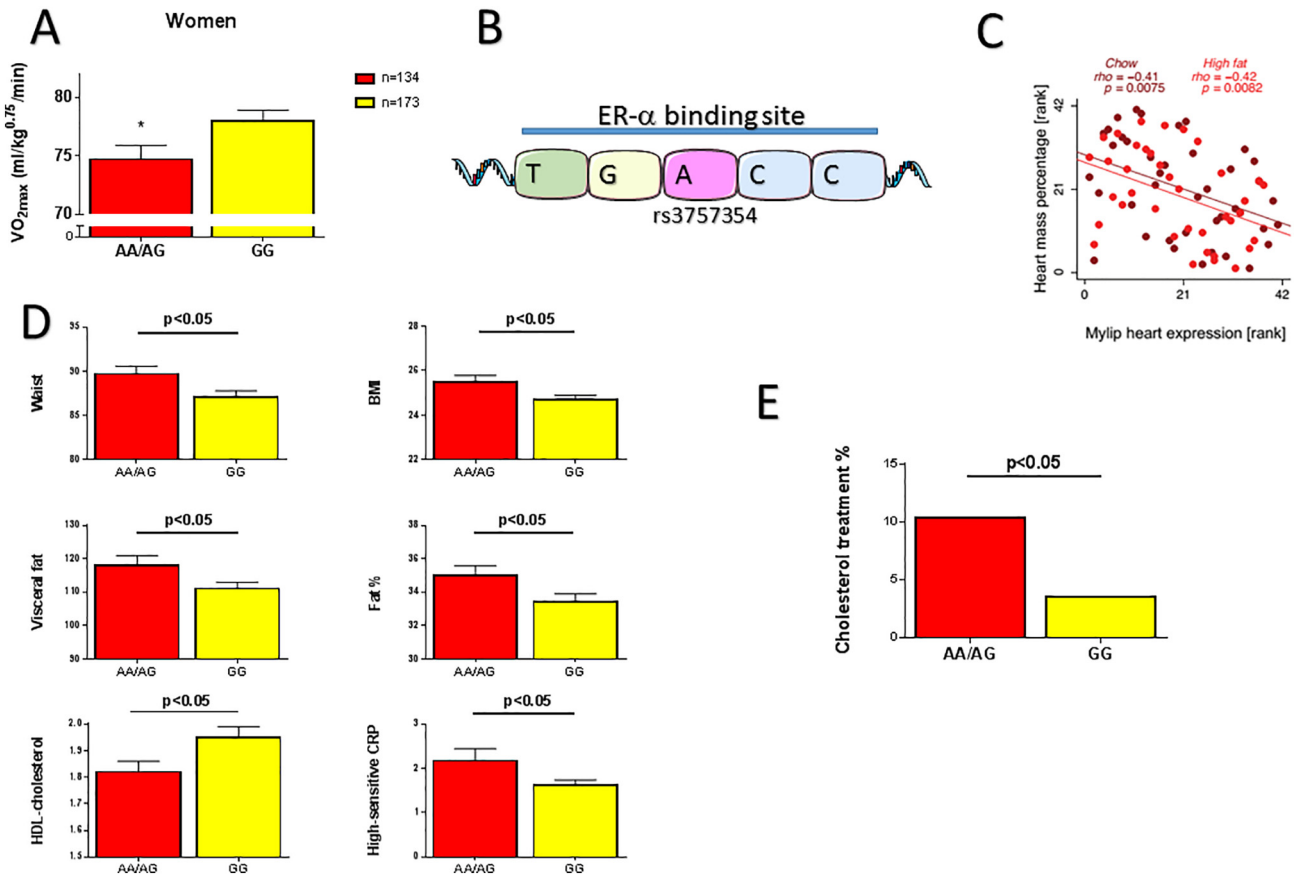 A
Women
VO2max (ml/kg0.75/min)
80
75
70
0
*
AA/AG
GG
n=134
n=173
B
ER-α binding site
T G A C C
rs3757354
C
Chow
rho = −0.41
p = 0.0075
High fat
rho = −0.42
p = 0.0082
Heart mass percentage [rank]
42
21
0
0 21 42
Mylip heart expression [rank]
D
p<0.05
Waist
95
90
85
80
AA/AG GG
p<0.05
BMI
28
26
24
22
AA/AG GG
p<0.05
Visceral fat
130
120
110
100
90
AA/AG GG
p<0.05
Fat %
38
36
34
32
30
AA/AG GG
p<0.05
HDL-cholesterol
2.0
1.9
1.8
1.7
1.6
1.5
AA/AG GG
p<0.05
High-sensitive CRP
3
2
1
0
AA/AG GG
E
p<0.05
Cholesterol treatment %
15
10
5
0
AA/AG GG